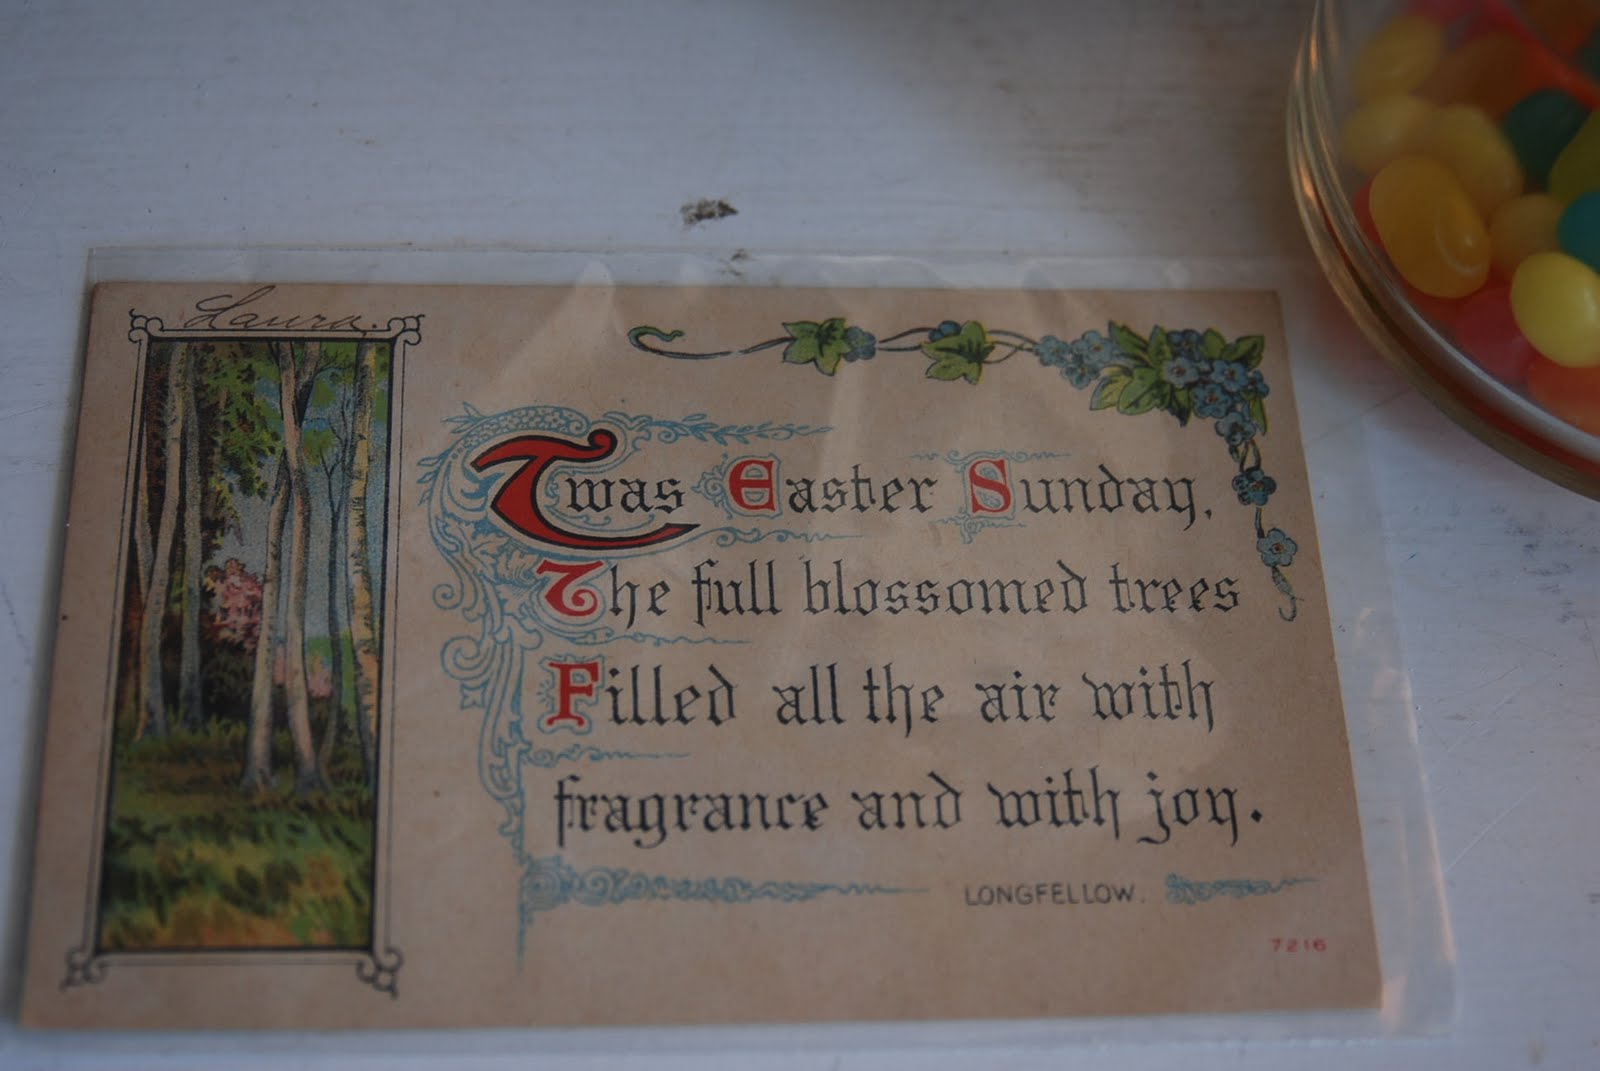 Laura.
Twas Easter Sunday,
The full blossomed trees
Filled all the air with
fragrance and with joy.
LONGFELLOW.
7216